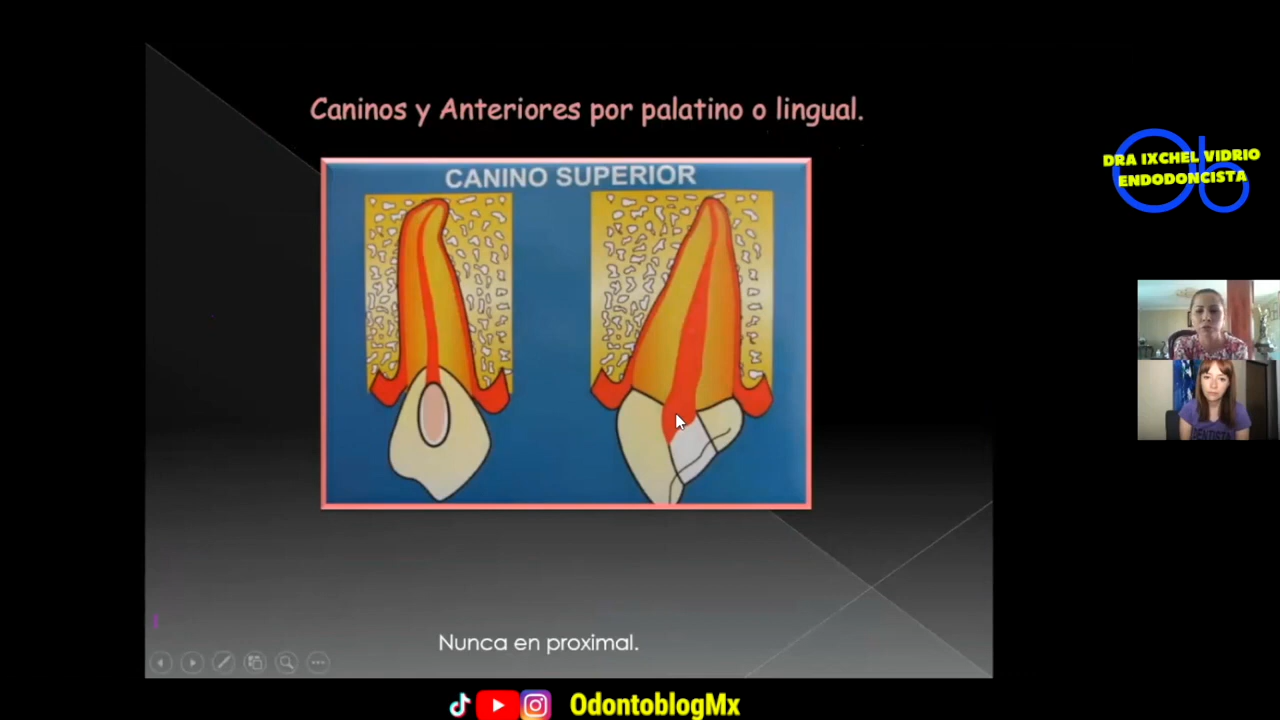 Caninos y Anteriores por palatino o lingual.
CANINO SUPERIOR
DRA IXCHEL VIDRIO
ENDODONCISTA
Nunca en proximal.
OdontoblogMx